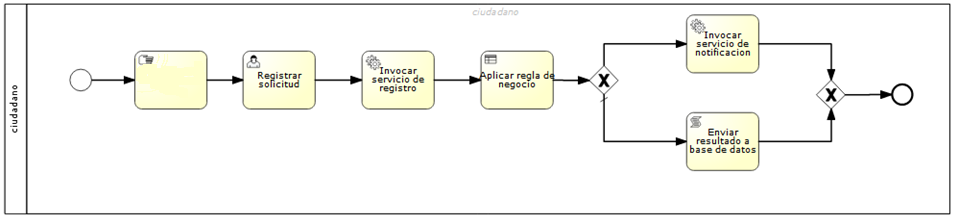 ciudadano
ciudadano
Registrar
solicitud
Invocar
servicio de
registro
Aplicar regla de
negocio
Invocar
servicio de
notificacion
Enviar
resultado a
base de datos